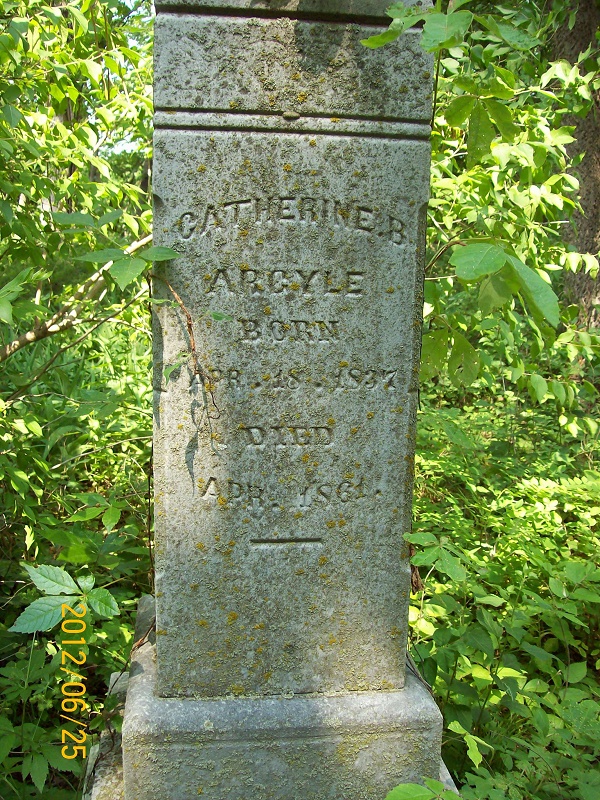 CATHERINE. B.
ARGYLE
BORN
APR. 18. 1837
DIED
APR. 1861.
2012/06/25